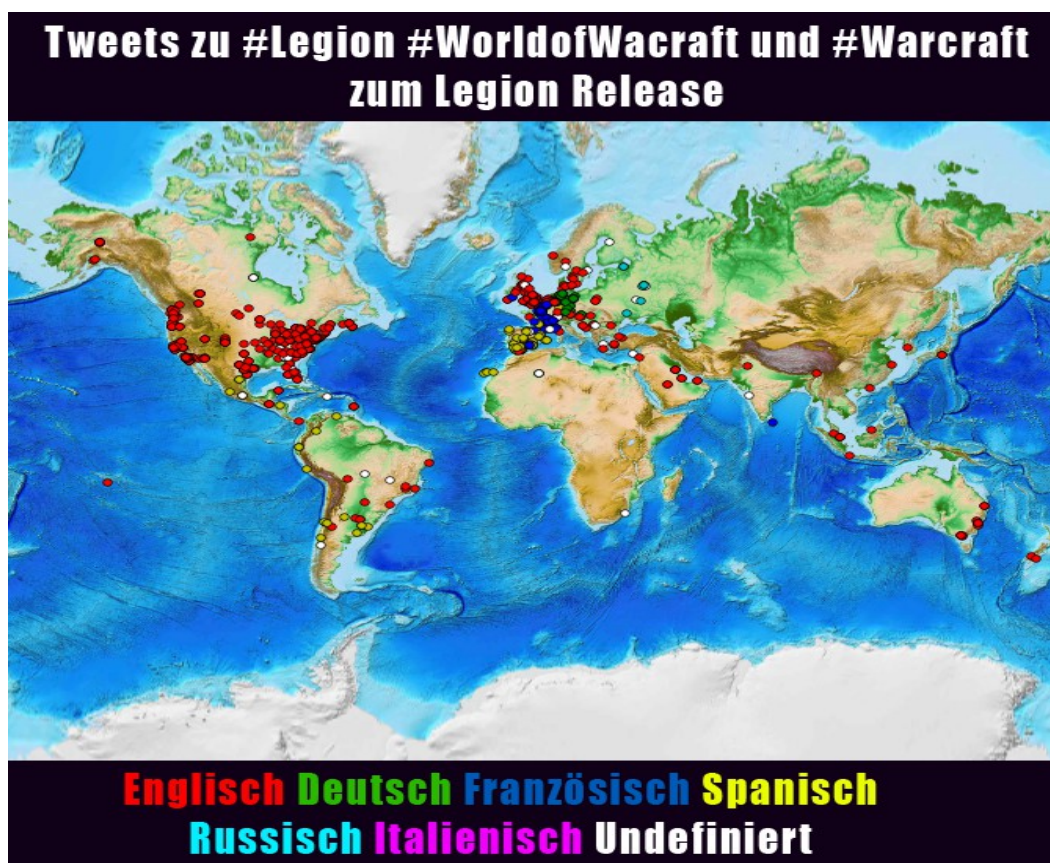 Tweets zu #Legion #WorldofWacraft und #Warcraft
zum Legion Release
Englisch Deutsch Französisch Spanisch
Russisch Italienisch Undefiniert